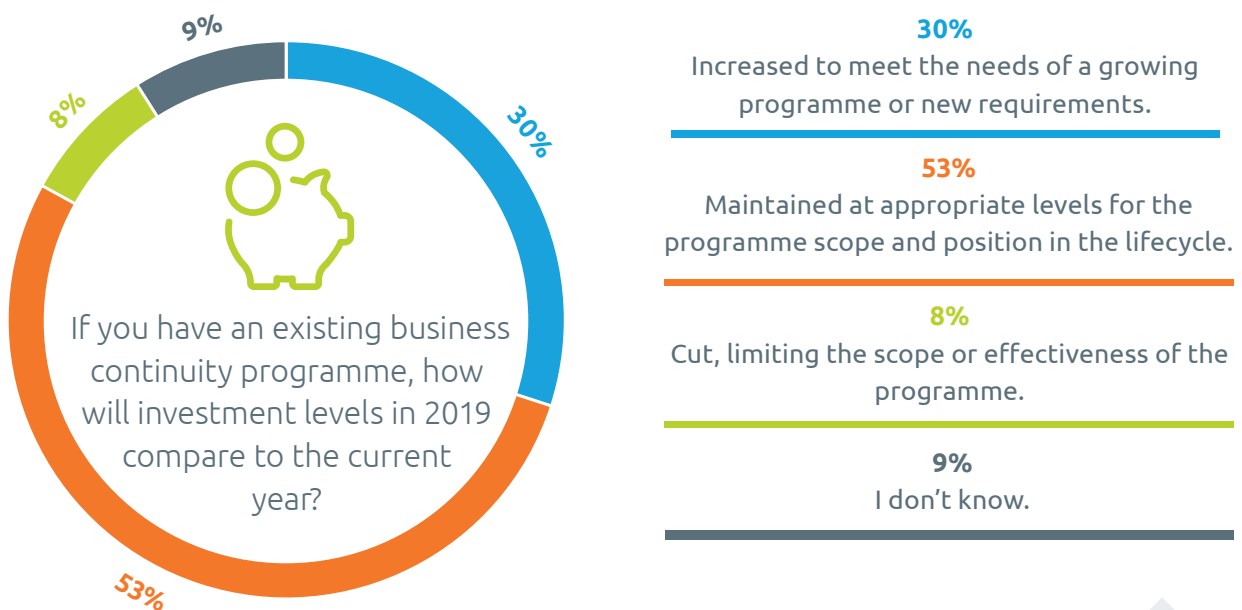 9%
8%
30%
If you have an existing business
continuity programme, how
will investment levels in 2019
compare to the current
year?
53%
30%
Increased to meet the needs of a growing
programme or new requirements.
53%
Maintained at appropriate levels for the
programme scope and position in the lifecycle.
8%
Cut, limiting the scope or effectiveness of the
programme.
9%
I don’t know.